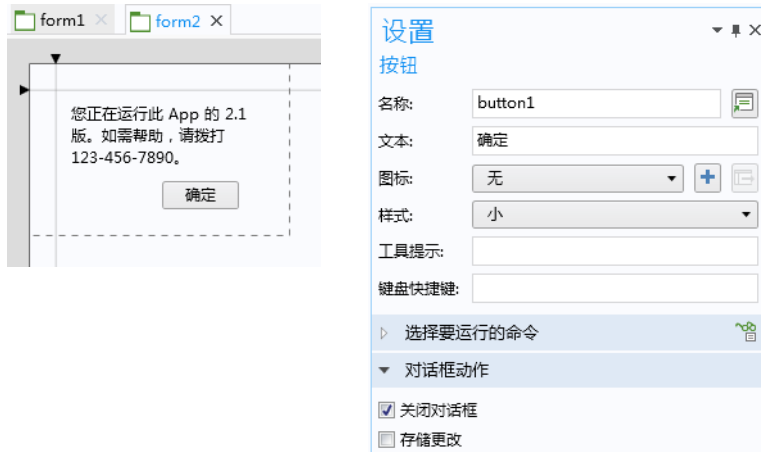 form1
form2
您正在运行此 App 的 2.1
版。如需帮助，请拨打
123-456-7890。
确定
设置
按钮
名称: button1
文本: 确定
图标: 无
样式: 小
工具提示:
键盘快捷键:
选择要运行的命令
对话框动作
关闭对话框
存储更改